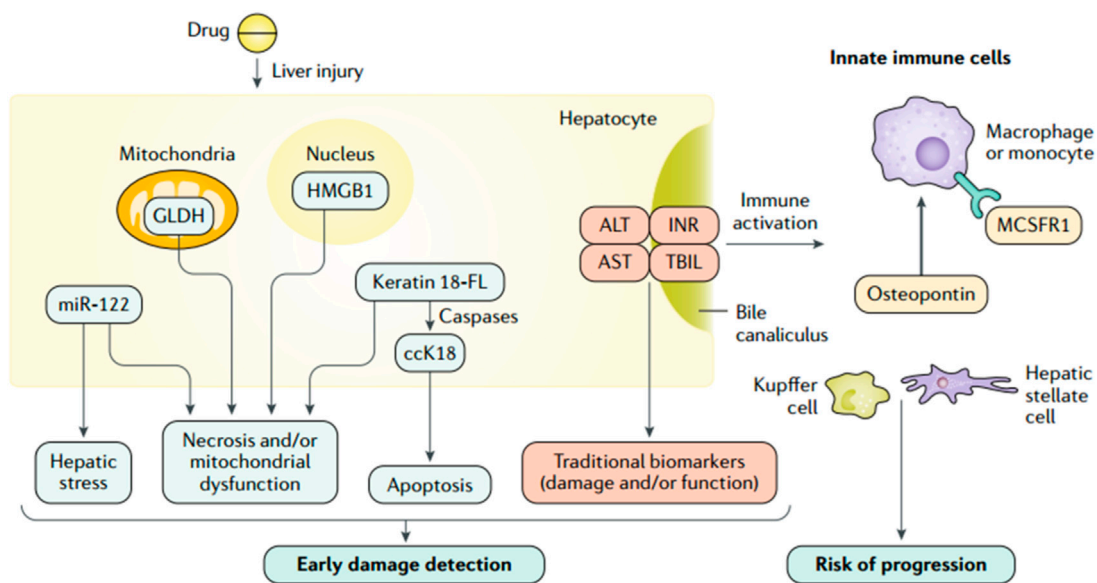 Drug
Liver injury
Innate immune cells
Hepatocyte
Macrophage
or monocyte
Mitochondria
Nucleus
GLDH
HMGB1
Immune
activation
ALT
INR
AST
TBIL
MCSFR1
Osteopontin
miR-122
Keratin 18-FL
Caspases
ccK18
Bile
canaliculus
Kupffer
cell
Hepatic
stellate
cell
Hepatic
stress
Necrosis and/or
mitochondrial
dysfunction
Apoptosis
Traditional biomarkers
(damage and/or function)
Early damage detection
Risk of progression